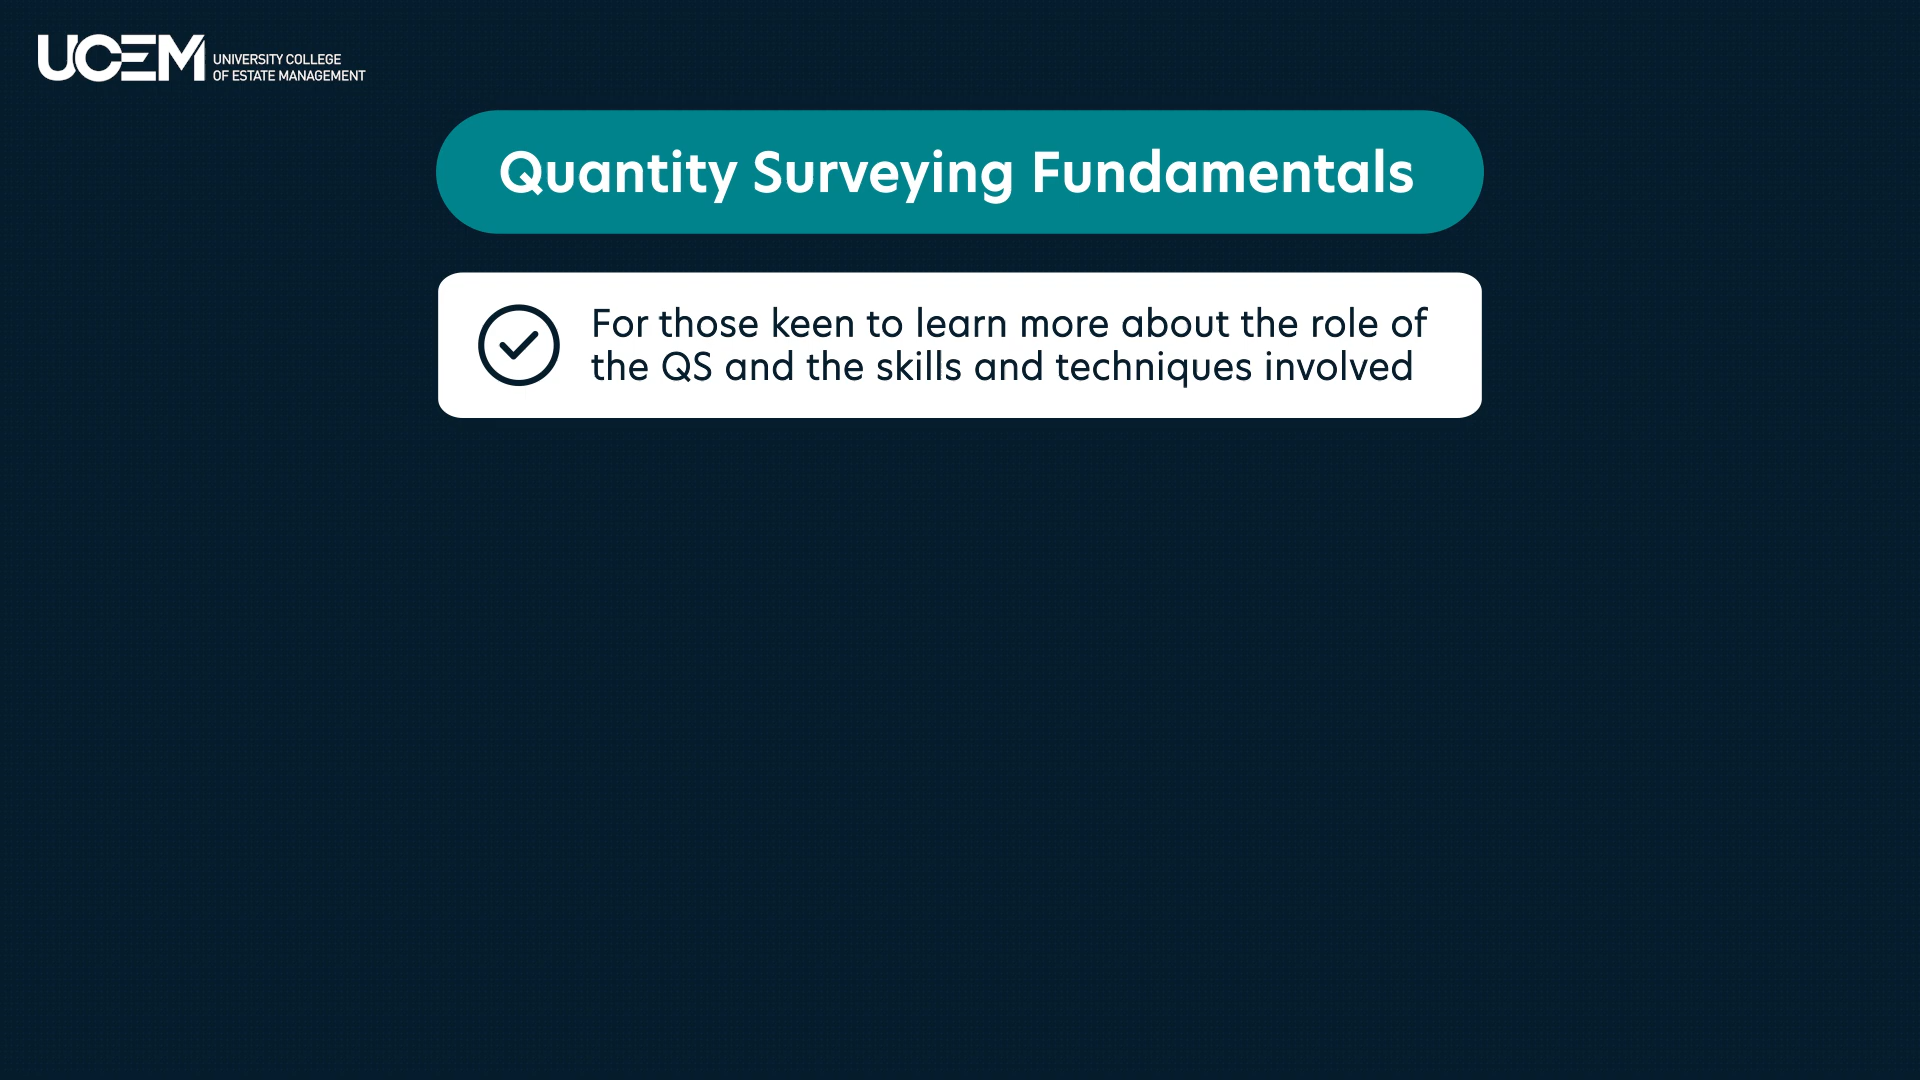 UCEM UNIVERSITY COLLEGE
OF ESTATE MANAGEMENT
Quantity Surveying Fundamentals
For those keen to learn more about the role of
the QS and the skills and techniques involved